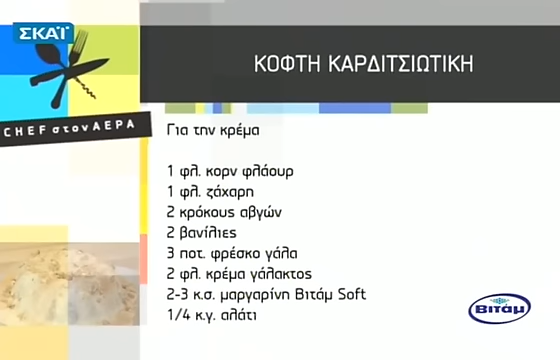 ΣΚΑΪ
ΚΟΦΤΗ ΚΑΡΔΙΤΣΙΩΤΙΚΗ
CHEF στον ΑΕΡΑ
Για την κρέμα
1 φλ. κορν φλάουρ
1 φλ. ζάχαρη
2 κρόκους αβγών
2 βανίλιες
3 ποτ. φρέσκο γάλα
2 φλ. κρέμα γάλακτος
2-3 κ.σ. μαργαρίνη Βιτάμ Soft
1/4 κ.γ. αλάτι
Βιτάμ